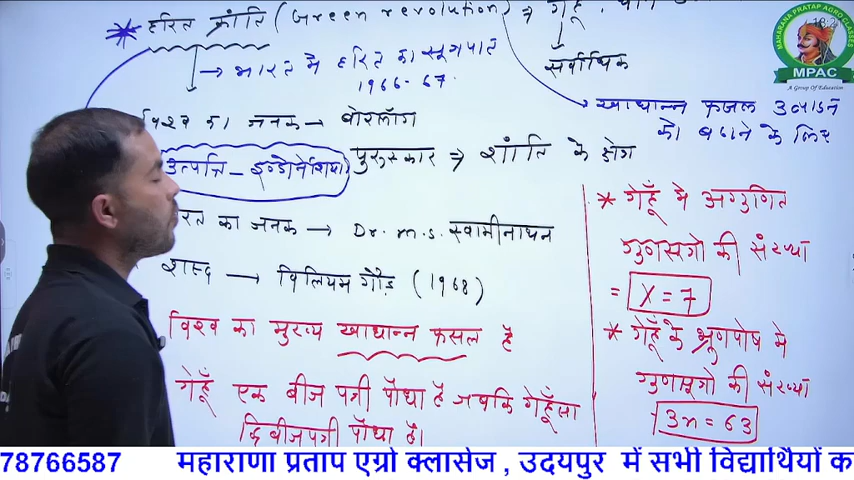 * हरित क्रांति (Green revolution) ⇒ गेहूँ,
→ भारत में हरित का सूत्रपात
1966-67.
सर्वाधिक
→ खाद्यान्न फसल उत्पादन
को बढ़ाने के लिए
विश्व का जनक → बोरलॉग
पुरुस्कार ⇒ शांति के क्षेत्र
उत्पत्ति - इण्डोनेशिया
का जनक → Dr. M.S. स्वामीनाथन
शब्द → विलियम गौड (1968)
विश्व का मुख्य खाद्यान्न फसल है
गेहूँ एक बीज पत्री पौधा है जबकि गेहूँसा
द्विबीजपत्री पौधा है।
* गेहूँ में अगुणित
गुणसूत्रों की संख्या
= X = 7
* गेहूँ के भ्रूणपोष में
गुणसूत्रों की संख्या
3n = 63
MAHARANA PRATAP AGRO CLASSES
MPAC
A Group Of Education
78766587 महाराणा प्रताप एग्रो क्लासेज , उदयपुर में सभी विद्यार्थियों क